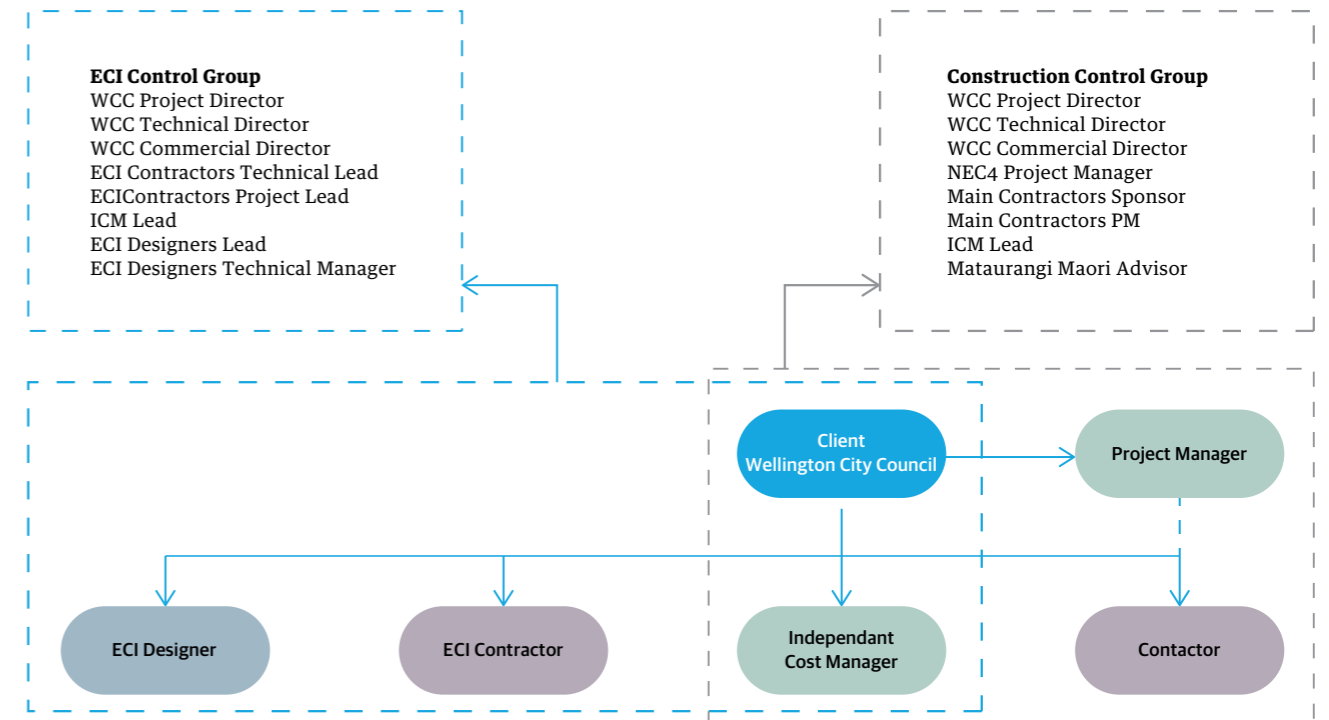 ECI Control Group
WCC Project Director
WCC Technical Director
WCC Commercial Director
ECI Contractors Technical Lead
ECIContractors Project Lead
ICM Lead
ECI Designers Lead
ECI Designers Technical Manager
Construction Control Group
WCC Project Director
WCC Technical Director
WCC Commercial Director
NEC4 Project Manager
Main Contractors Sponsor
Main Contractors PM
ICM Lead
Mataurangi Maori Advisor
Client
Wellington City Council
Project Manager
ECI Designer
ECI Contractor
Independant
Cost Manager
Contactor